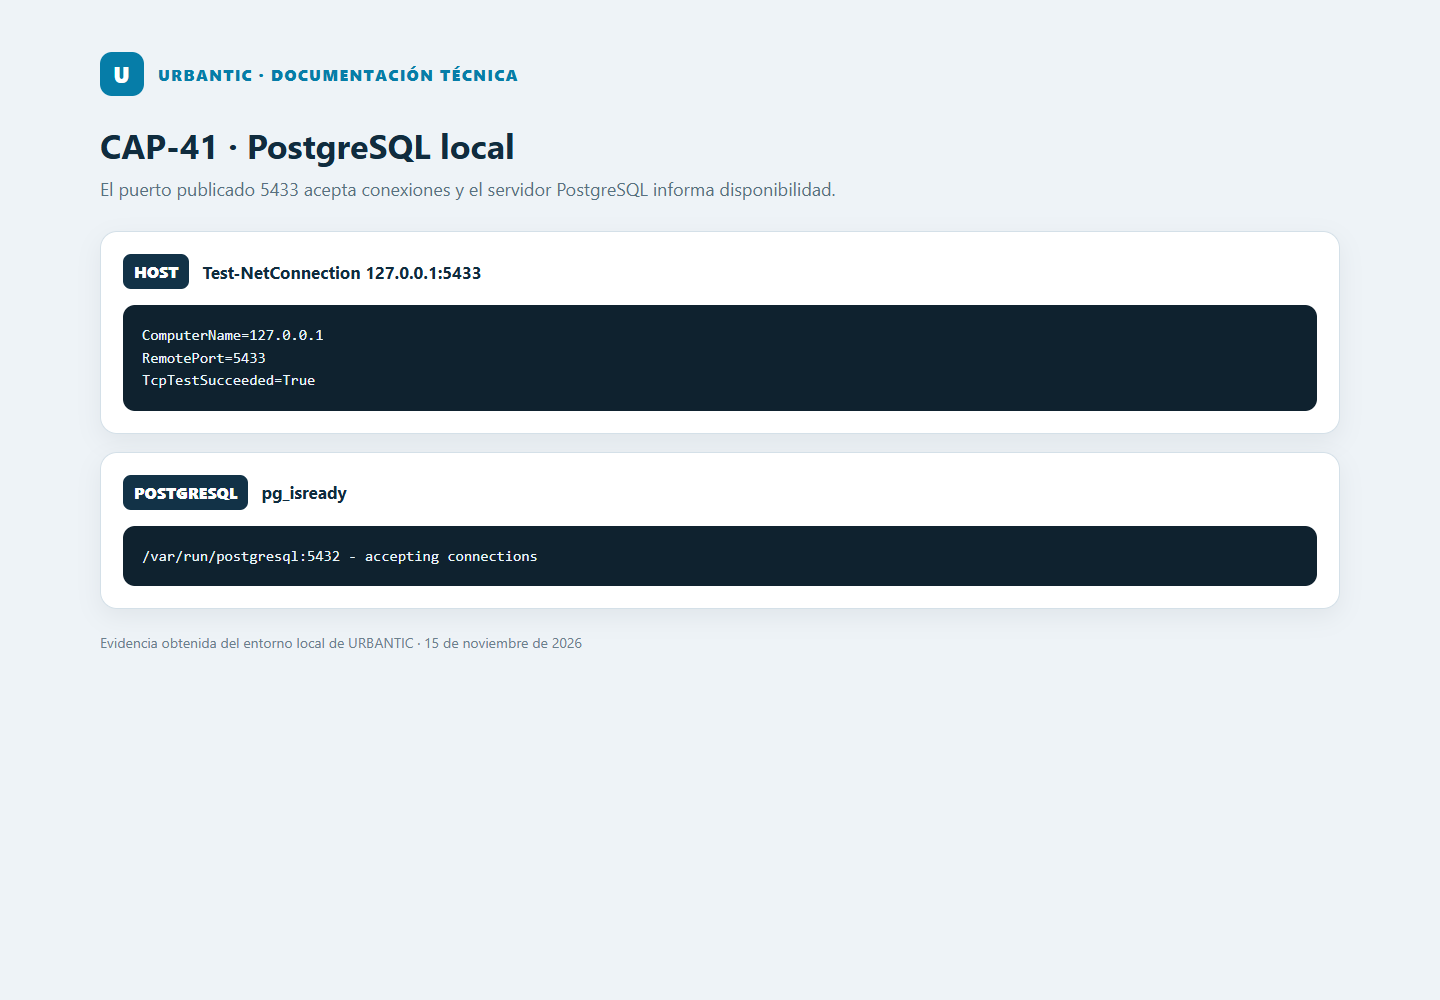 U
URBANTIC · DOCUMENTACIÓN TÉCNICA
CAP-41 · PostgreSQL local
El puerto publicado 5433 acepta conexiones y el servidor PostgreSQL informa disponibilidad.
HOST Test-NetConnection 127.0.0.1:5433
ComputerName=127.0.0.1
RemotePort=5433
TcpTestSucceeded=True
POSTGRESQL pg_isready
/var/run/postgresql:5432 - accepting connections
Evidencia obtenida del entorno local de URBANTIC · 15 de noviembre de 2026